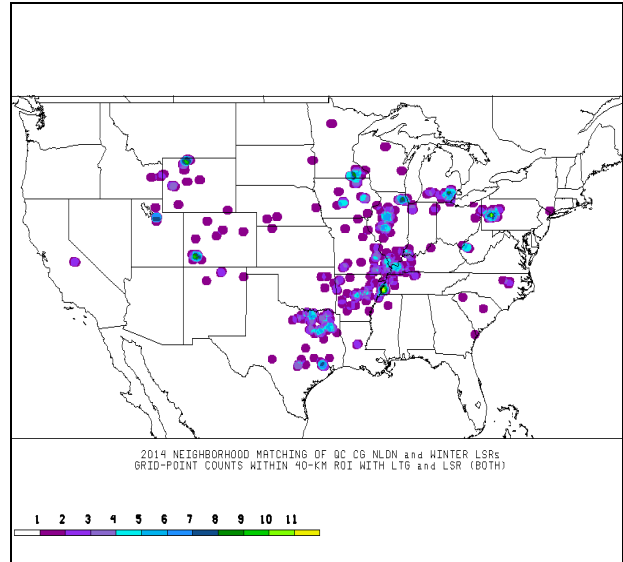 2014 NEIGHBORHOOD MATCHING OF QC CG NLDN and WINTER LSRs
GRID-POINT COUNTS WITHIN 40-KM ROI WITH LTG and LSR (BOTH)
1 2 3 4 5 6 7 8 9 10 11